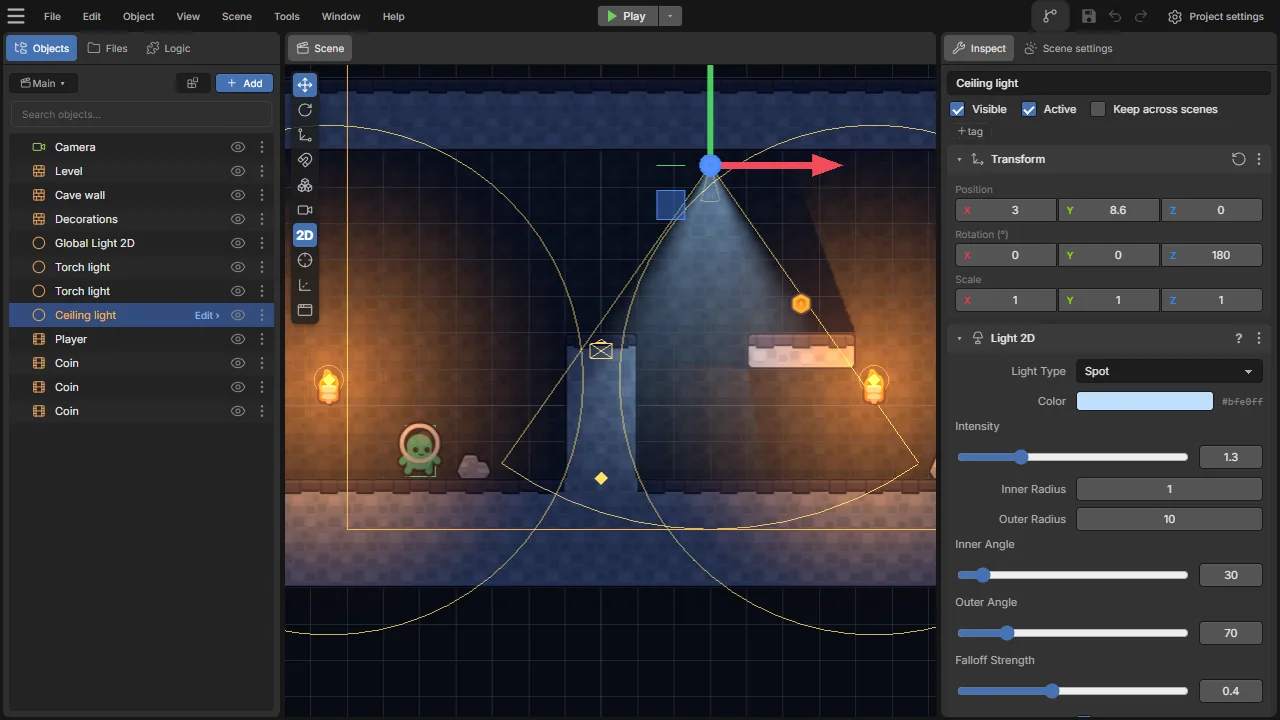 File Edit Object View Scene Tools Window Help Play Project settings
Objects Files Logic Scene Inspect Scene settings
Main Add
Search objects...
Camera
Level
Cave wall
Decorations
Global Light 2D
Torch light
Torch light
Ceiling light Edit ›
Player
Coin
Coin
Coin
2D
Ceiling light
Visible Active Keep across scenes
+ tag
Transform
Position
X 3 Y 8.6 Z 0
Rotation (°)
X 0 Y 0 Z 180
Scale
X 1 Y 1 Z 1
Light 2D ?
Light Type Spot
Color #bfe0ff
Intensity
1.3
Inner Radius 1
Outer Radius 10
Inner Angle
30
Outer Angle
70
Falloff Strength
0.4